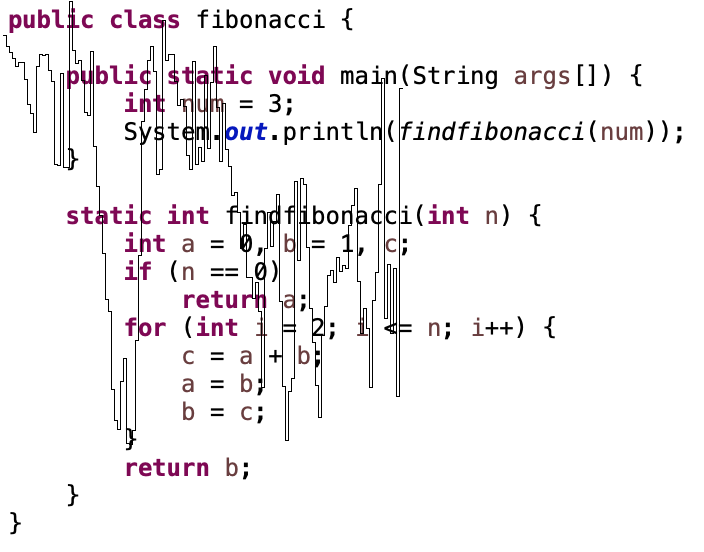 public class fibonacci {
public static void main(String args[]) {
int num = 3;
System.out.println(findfibonacci(num));
}
static int findfibonacci(int n) {
int a = 0, b = 1, c;
if (n == 0)
return a;
for (int i = 2; i <= n; i++) {
c = a + b;
a = b;
b = c;
}
return b;
}
}